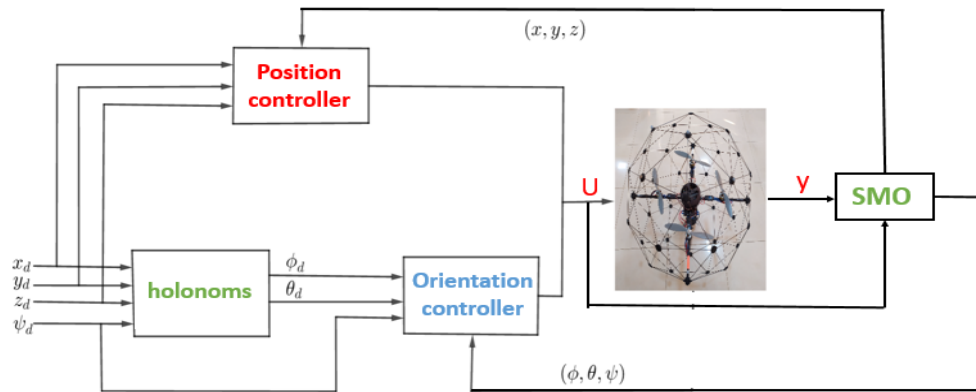 (x, y, z)
Position
controller
U
y
SMO
x_d
y_d
z_d
ψ_d
holonoms
ϕ_d
θ_d
Orientation
controller
(ϕ, θ, ψ)